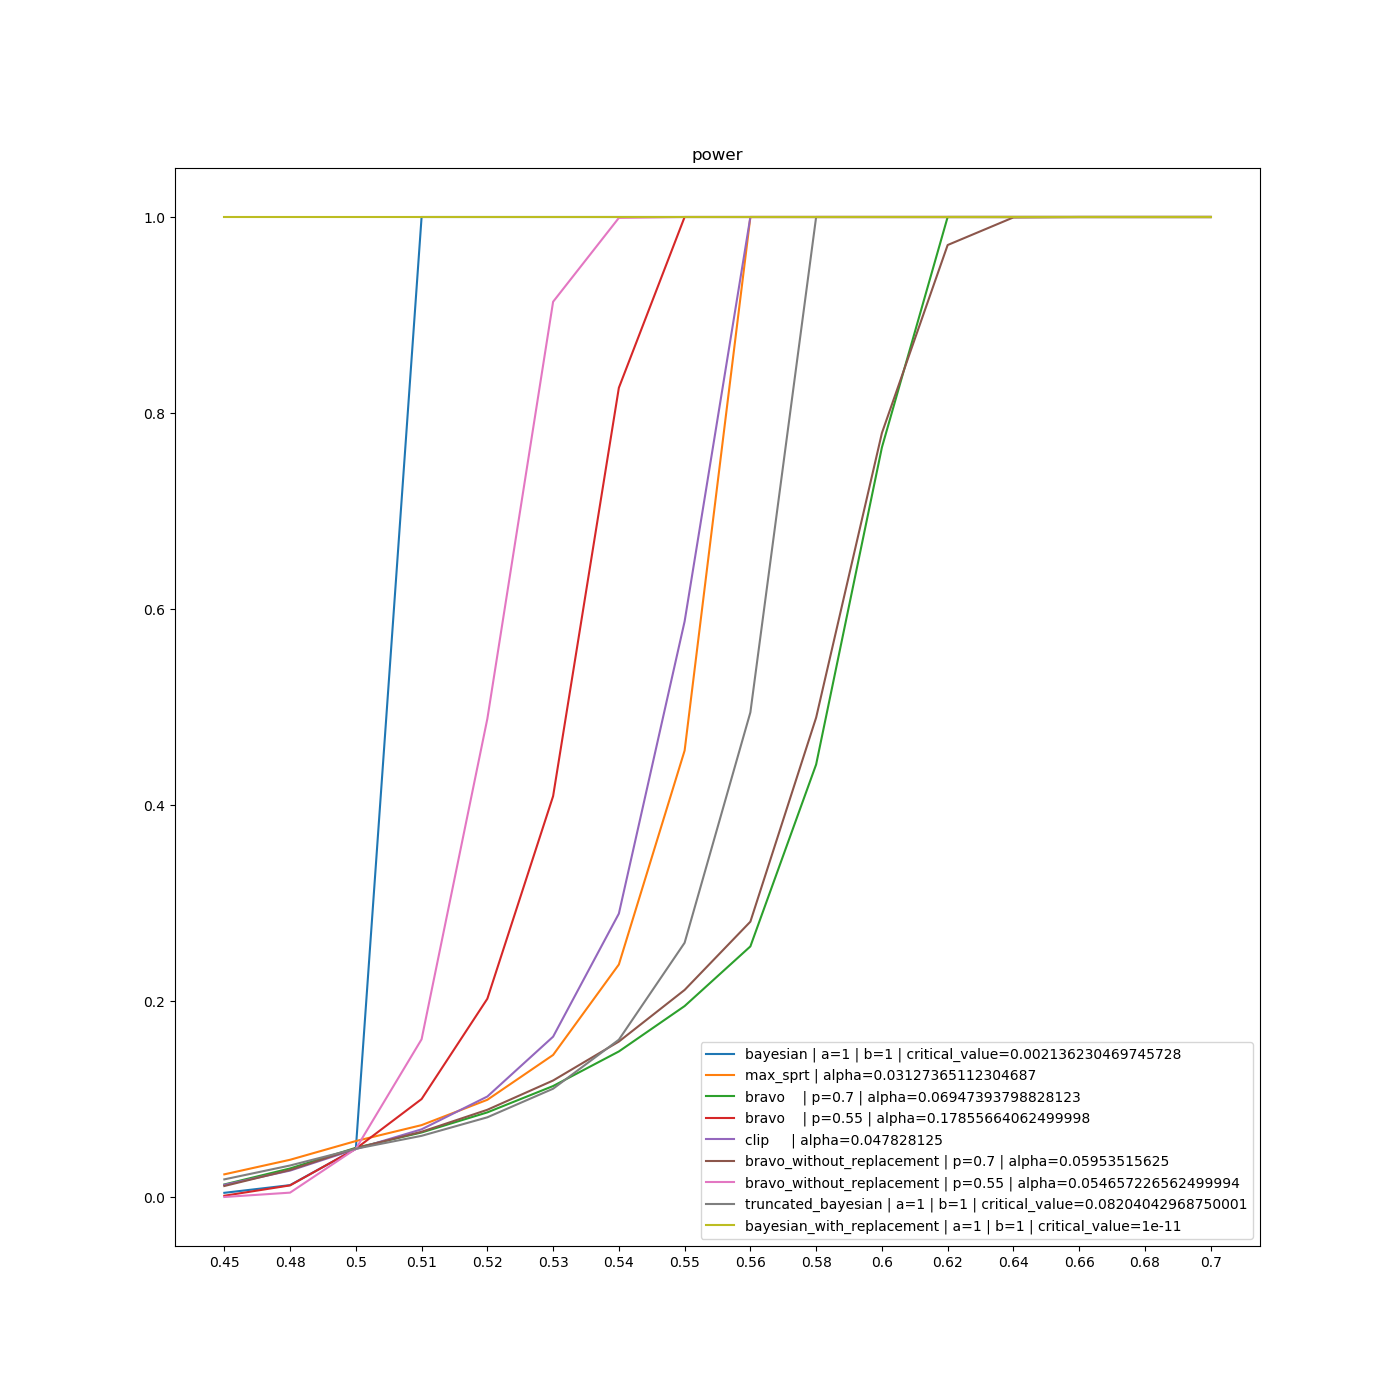 power
1.0
0.8
0.6
0.4
0.2
0.0
bayesian | a=1 | b=1 | critical_value=0.002136230469745728
max_sprt | alpha=0.03127365112304687
bravo    | p=0.7 | alpha=0.06947393798828123
bravo    | p=0.55 | alpha=0.17855664062499998
clip     | alpha=0.047828125
bravo_without_replacement | p=0.7 | alpha=0.05953515625
bravo_without_replacement | p=0.55 | alpha=0.054657226562499994
truncated_bayesian | a=1 | b=1 | critical_value=0.08204042968750001
bayesian_with_replacement | a=1 | b=1 | critical_value=1e-11
0.45 0.48 0.5 0.51 0.52 0.53 0.54 0.55 0.56 0.58 0.6 0.62 0.64 0.66 0.68 0.7